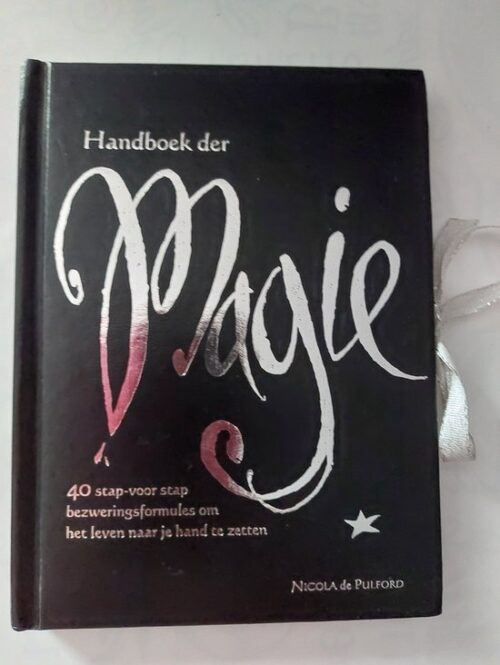 Handboek der
Magie
40 stap-voor stap
bezweringsformules om
het leven naar je hand te zetten
NICOLA de PULFORD